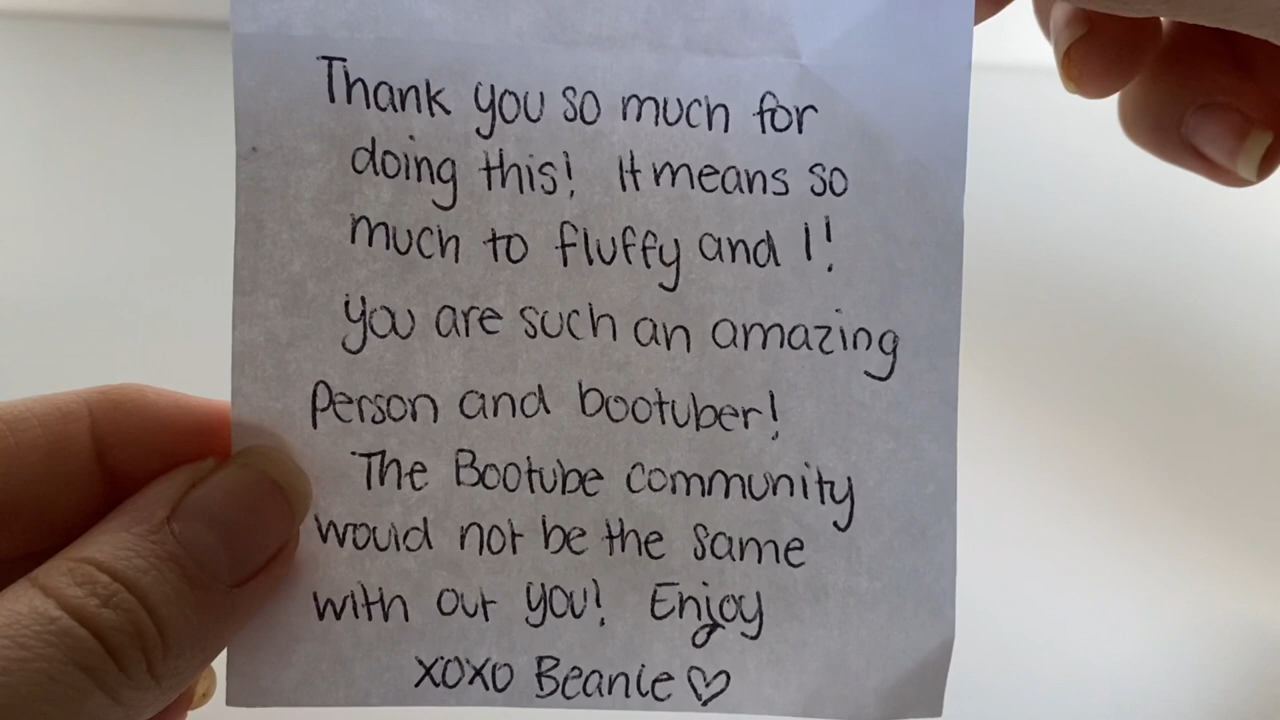 Thank you so much for
doing this! It means so
much to fluffy and I!
you are such an amazing
person and bootuber!
The Bootube community
would not be the same
with out you! Enjoy
xoxo Beanie♡